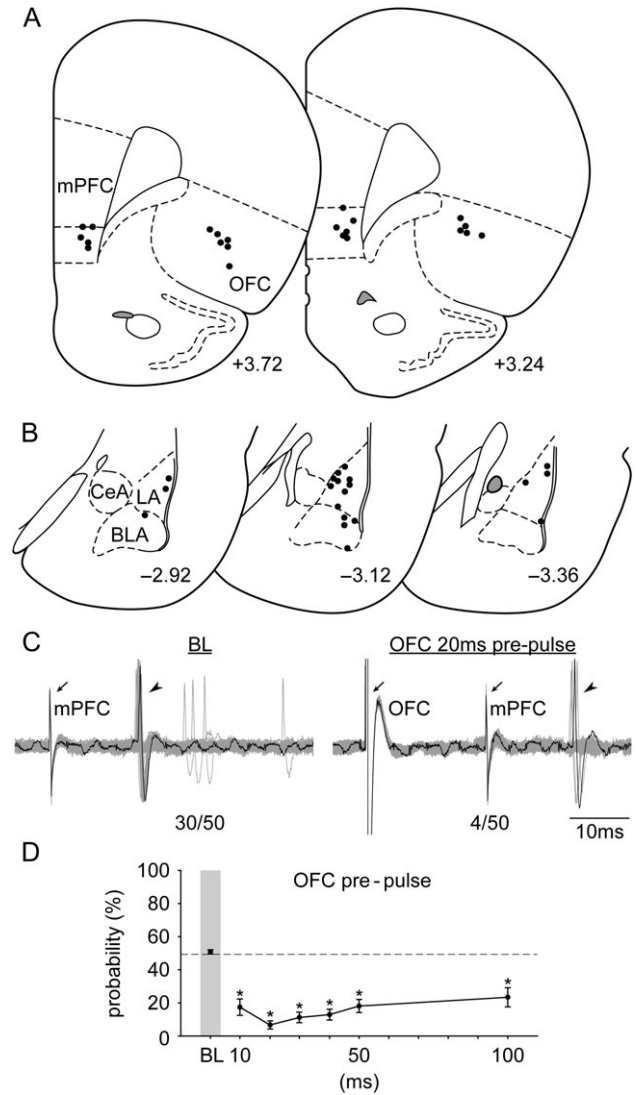 A
mPFC
OFC
+3.72
+3.24
B
CeA
LA
BLA
−2.92
−3.12
−3.36
C
BL
mPFC
30/50
OFC 20ms pre-pulse
OFC
mPFC
4/50
10ms
D
OFC pre - pulse
probability (%)
100
80
60
40
20
0
* * * * * *
BL 10 50 100
(ms)